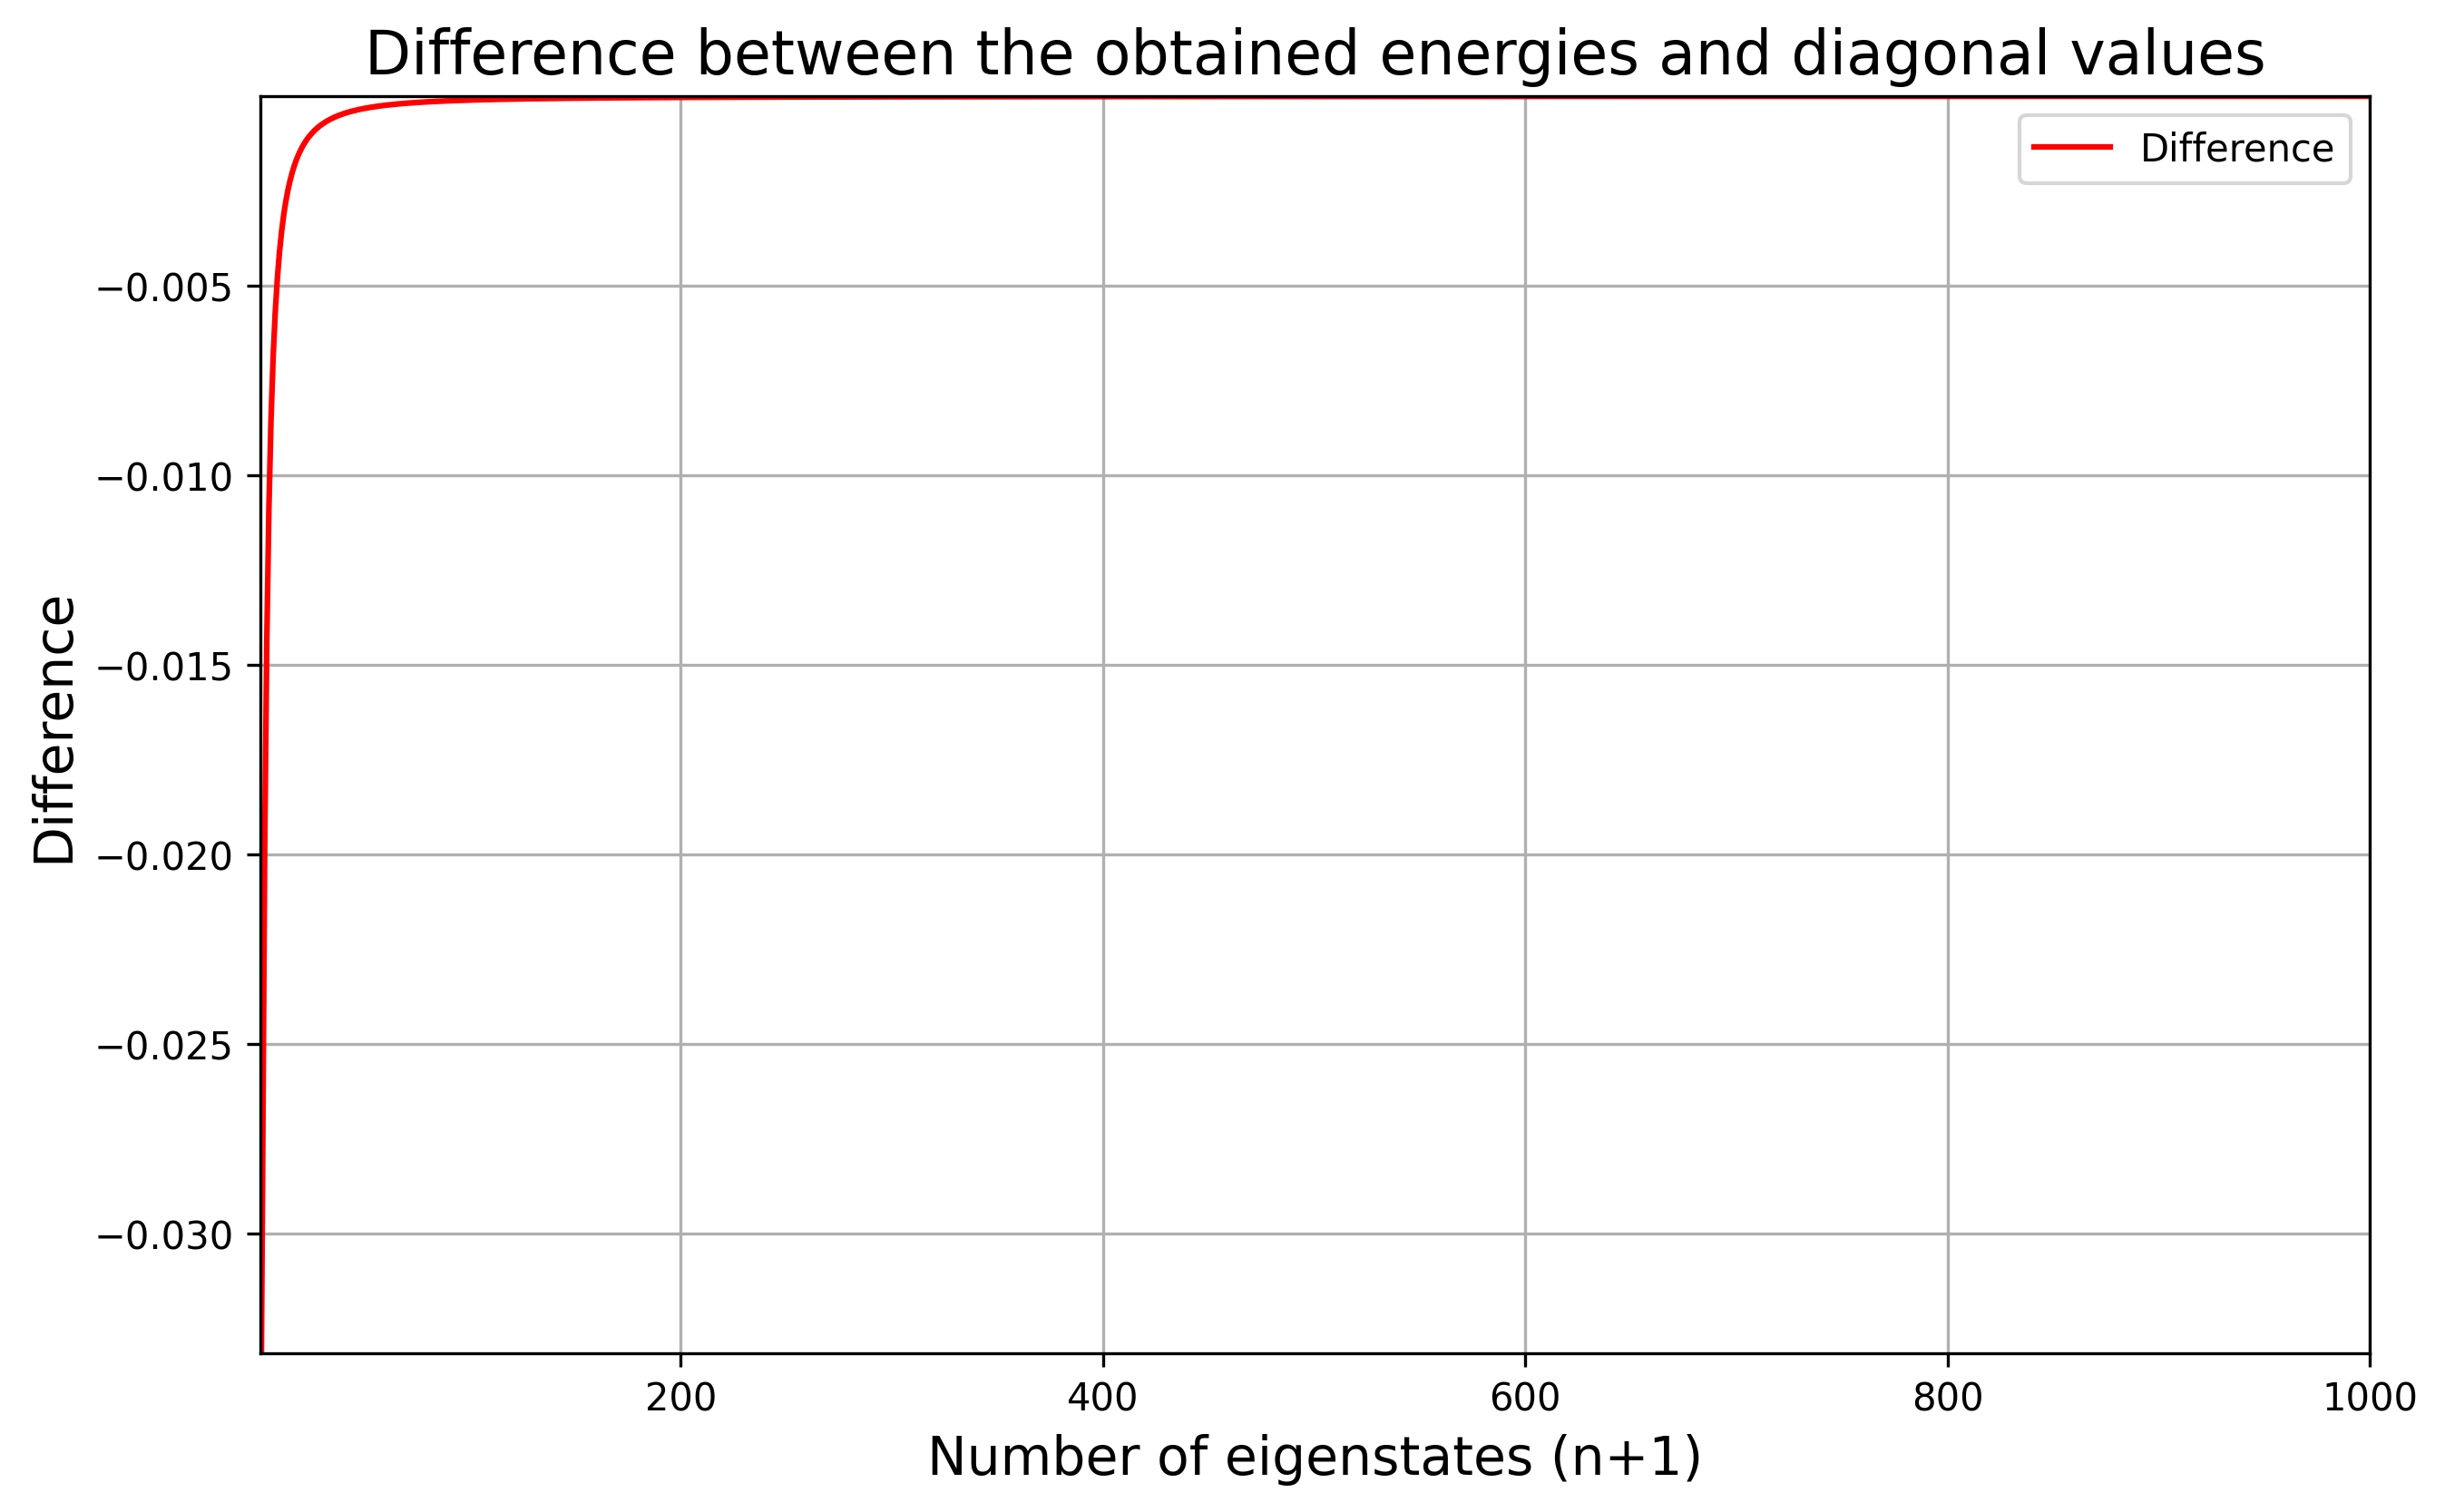 Difference between the obtained energies and diagonal values
Difference
−0.005
−0.010
−0.015
−0.020
−0.025
−0.030
Difference
200
400
600
800
1000
Number of eigenstates (n+1)